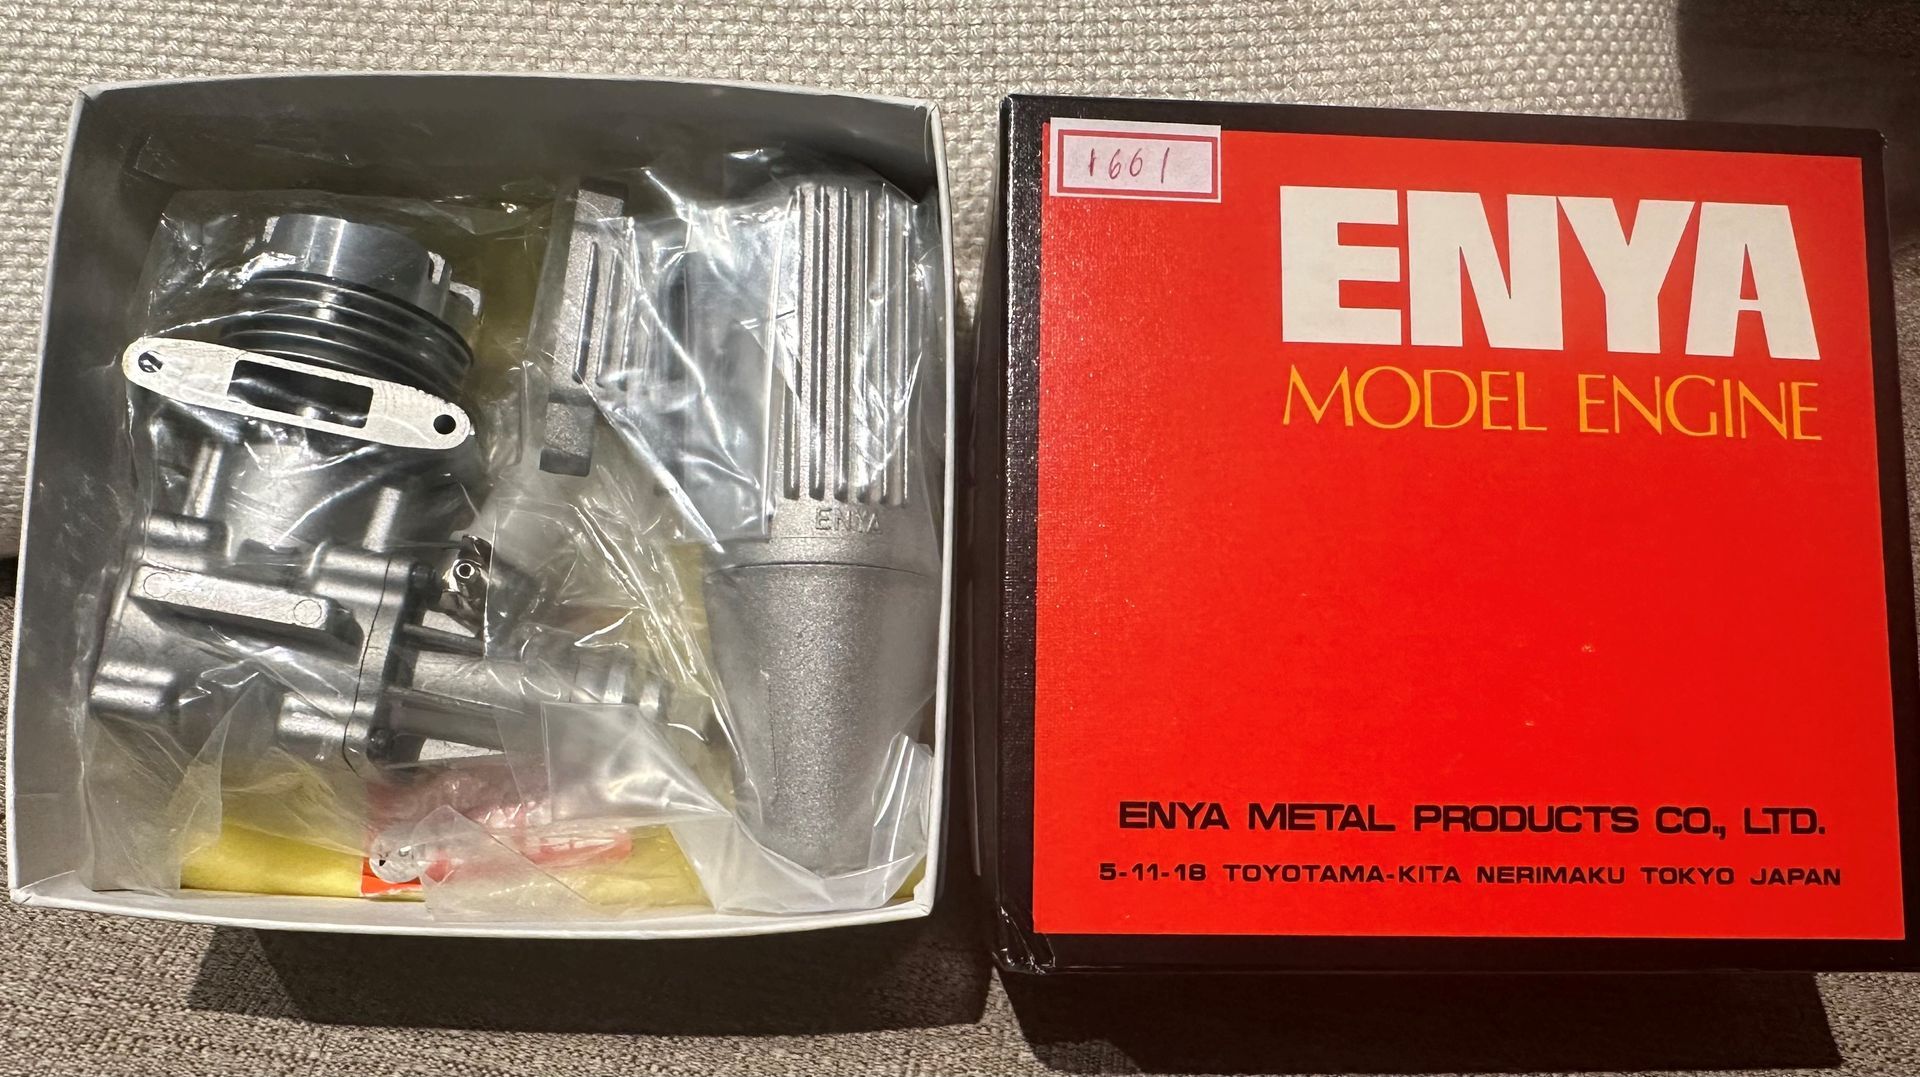 ENYA
1661
ENYA
MODEL ENGINE
ENYA METAL PRODUCTS CO., LTD.
5-11-18 TOYOTAMA-KITA NERIMAKU TOKYO JAPAN